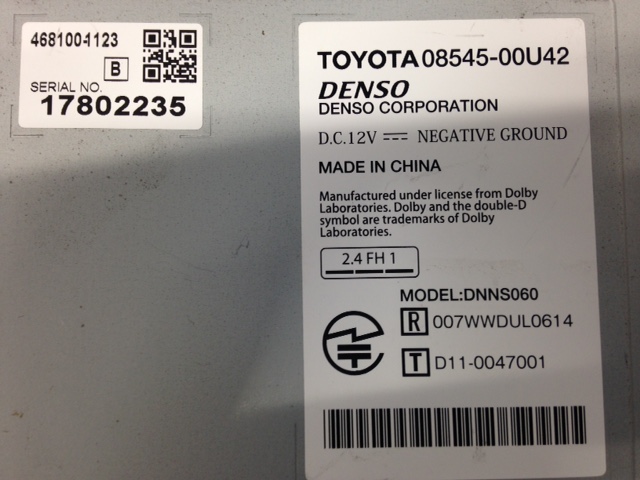 4681004123
B
SERIAL NO.
17802235
TOYOTA 08545-00U42
DENSO
DENSO CORPORATION
D.C.12V NEGATIVE GROUND
MADE IN CHINA
Manufactured under license from Dolby
Laboratories. Dolby and the double-D
symbol are trademarks of Dolby
Laboratories.
2.4 FH 1
MODEL:DNNS060
R 007WWDUL0614
T D11-0047001